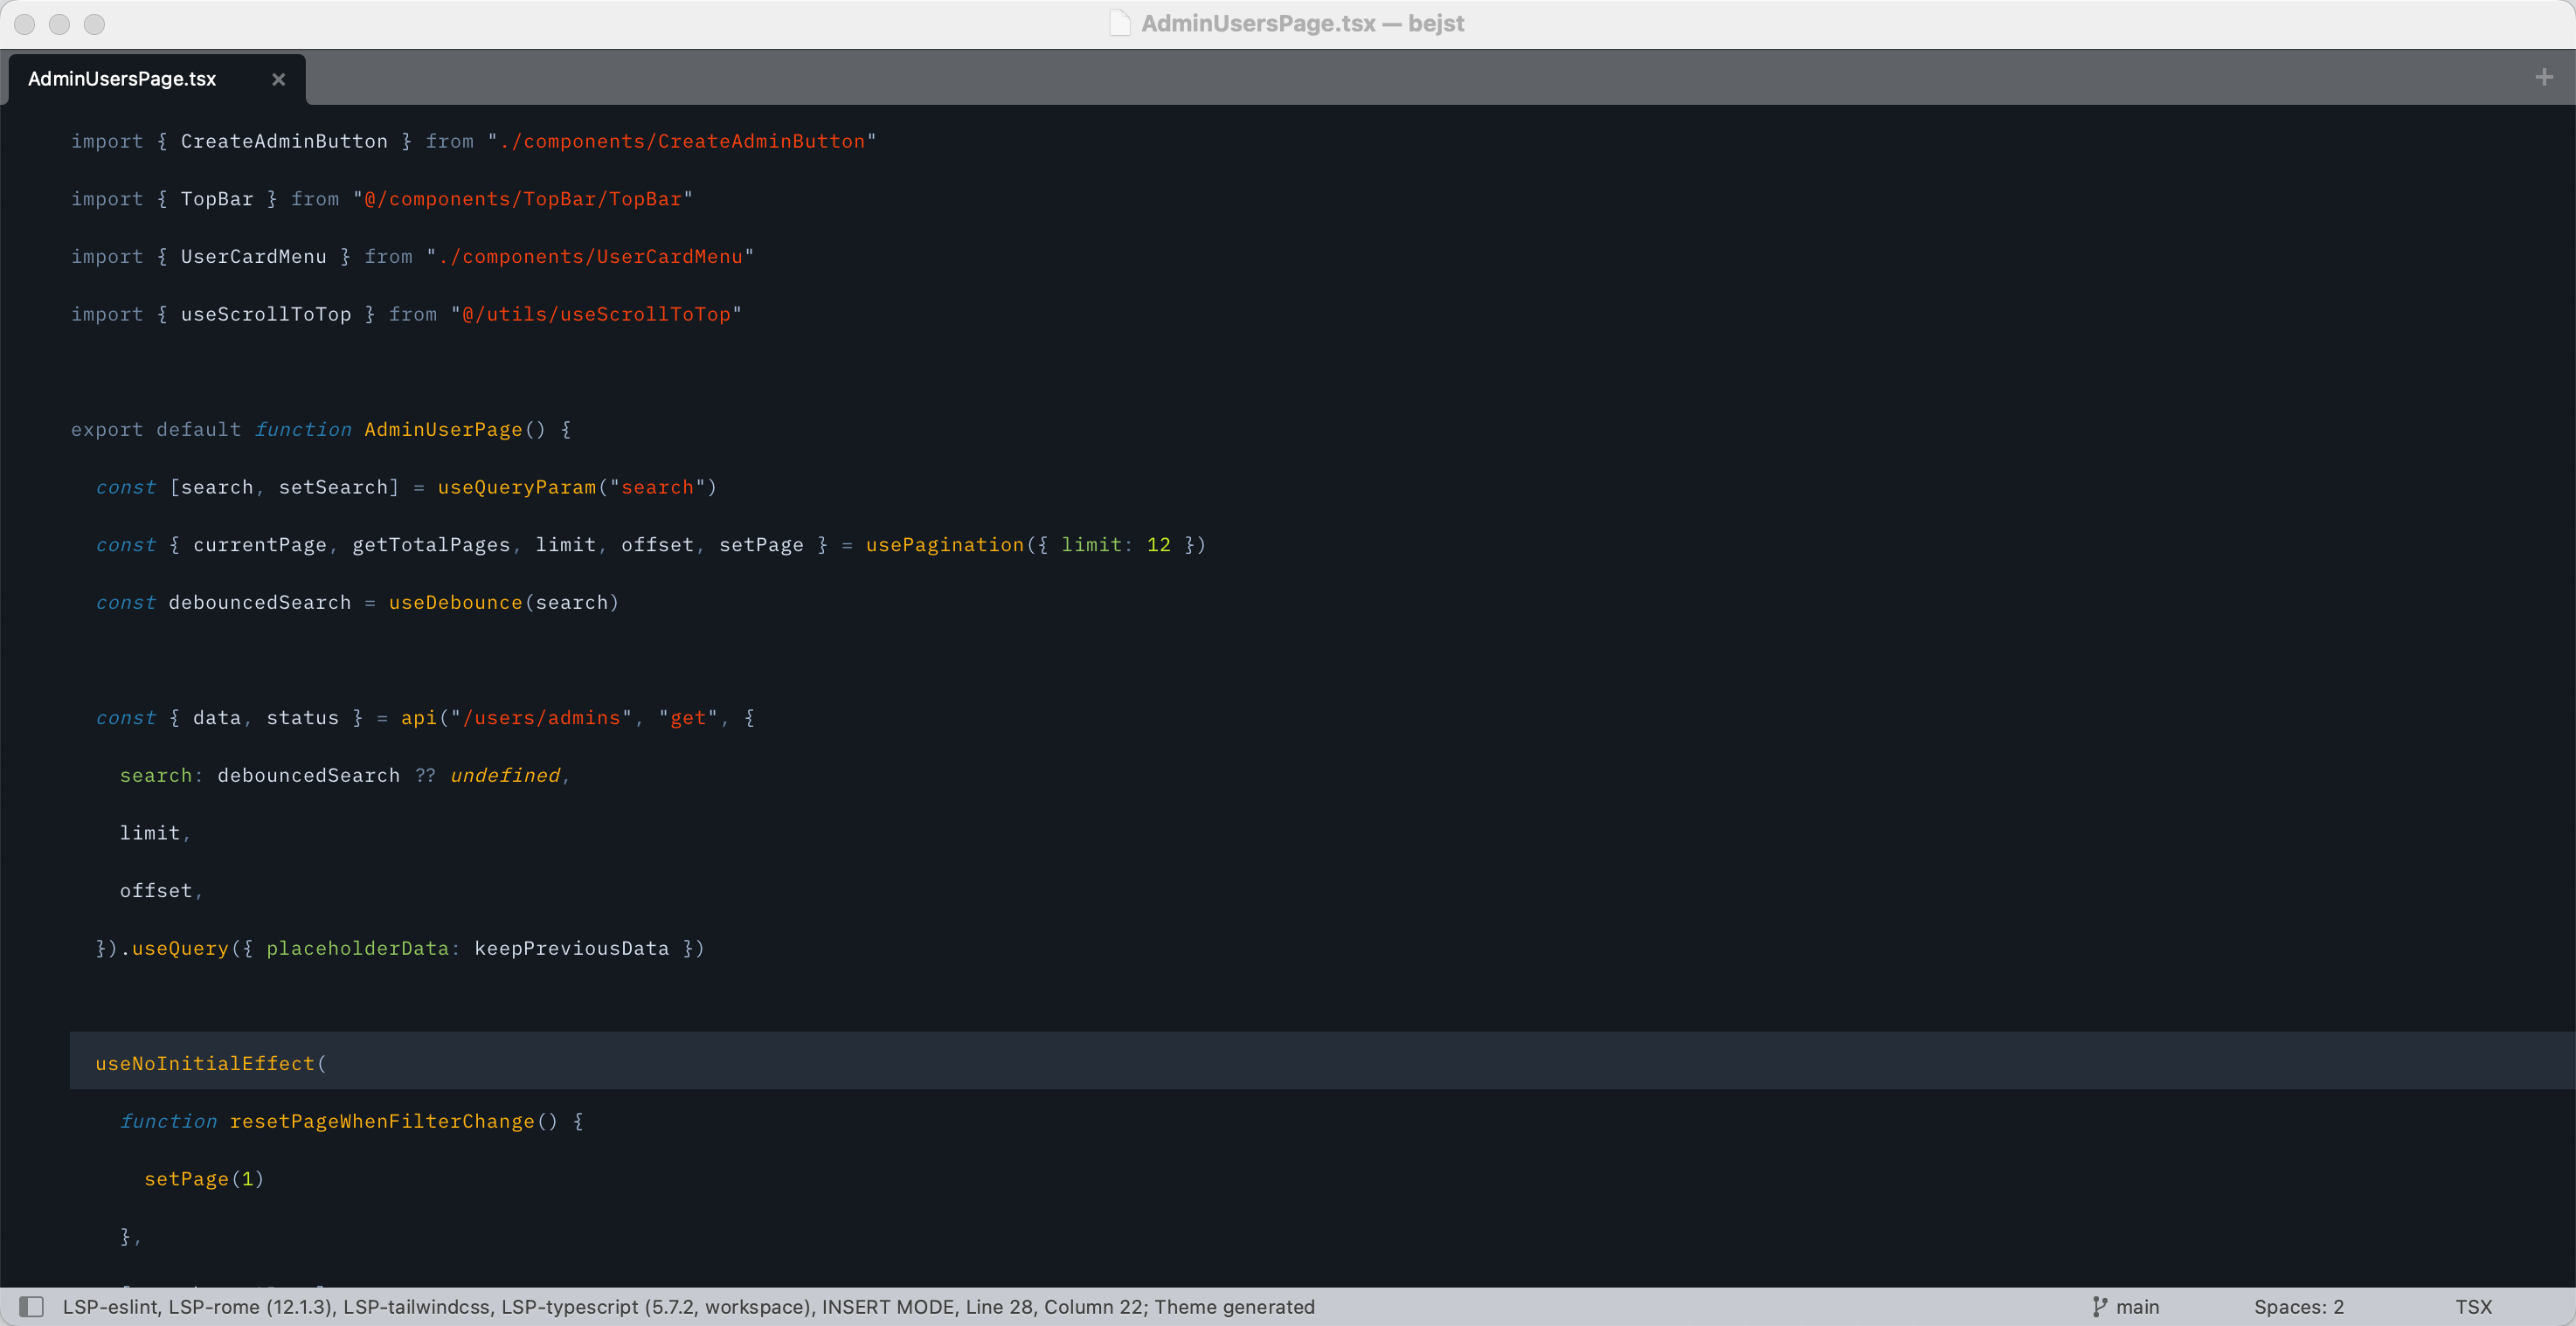 AdminUsersPage.tsx — bejst
AdminUsersPage.tsx
import { CreateAdminButton } from "./components/CreateAdminButton"
import { TopBar } from "@/components/TopBar/TopBar"
import { UserCardMenu } from "./components/UserCardMenu"
import { useScrollToTop } from "@/utils/useScrollToTop"
export default function AdminUserPage() {
const [search, setSearch] = useQueryParam("search")
const { currentPage, getTotalPages, limit, offset, setPage } = usePagination({ limit: 12 })
const debouncedSearch = useDebounce(search)
const { data, status } = api("/users/admins", "get", {
search: debouncedSearch ?? undefined,
limit,
offset,
}).useQuery({ placeholderData: keepPreviousData })
useNoInitialEffect(
function resetPageWhenFilterChange() {
setPage(1)
},
LSP-eslint, LSP-rome (12.1.3), LSP-tailwindcss, LSP-typescript (5.7.2, workspace), INSERT MODE, Line 28, Column 22; Theme generated
main
Spaces: 2
TSX